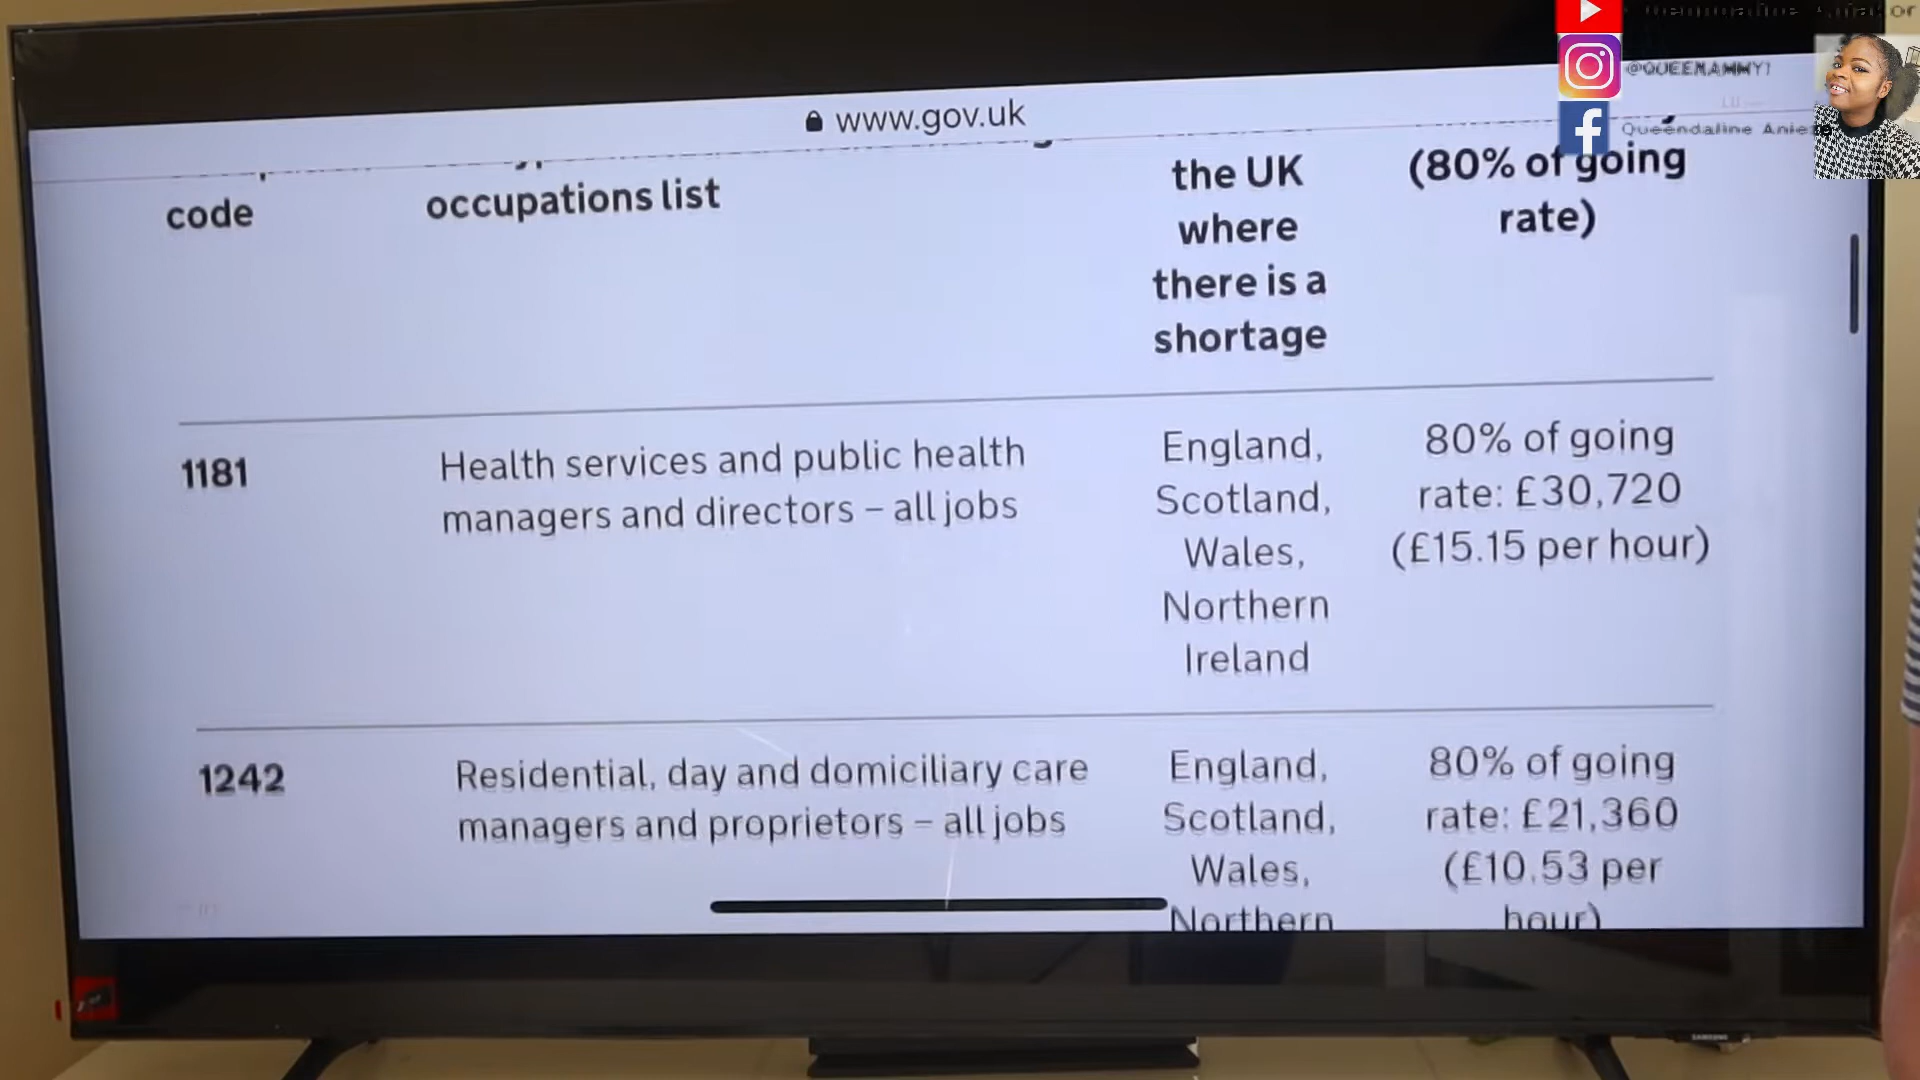 www.gov.uk
@QUEENAMMY1
Queendaline
code
occupations list
the UK
where
there is a
shortage
(80% of going
rate)
1181
Health services and public health
managers and directors – all jobs
England,
Scotland,
Wales,
Northern
Ireland
80% of going
rate: £30,720
(£15.15 per hour)
1242
Residential, day and domiciliary care
managers and proprietors – all jobs
England,
Scotland,
Wales,
Northern
80% of going
rate: £21,360
(£10.53 per
hour)
SAMSUNG